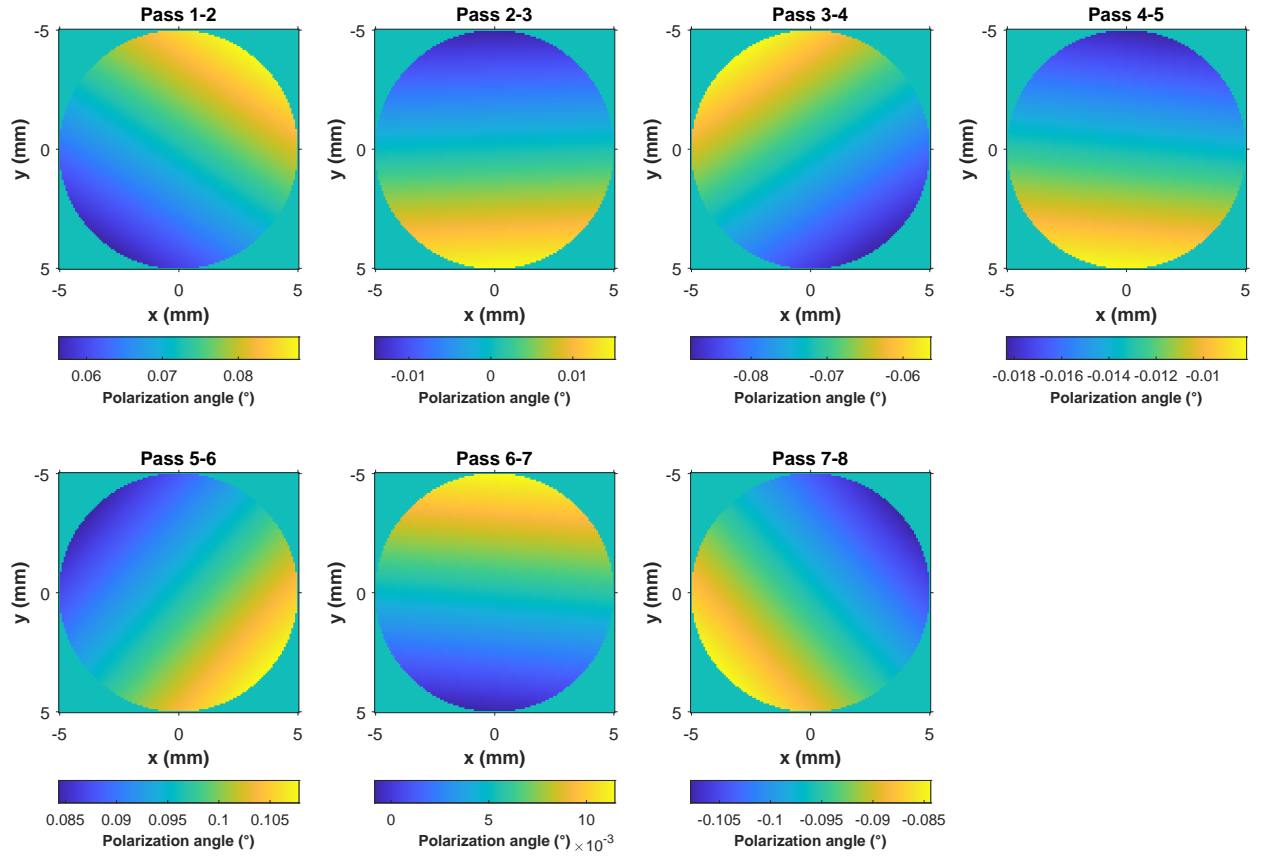 Pass 1-2 Pass 2-3 Pass 3-4 Pass 4-5
-5 -5 -5 -5
y (mm) y (mm) y (mm) y (mm)
0 0 0 0
5 5 5 5
-5 0 5 -5 0 5 -5 0 5 -5 0 5
x (mm) x (mm) x (mm) x (mm)
0.06 0.07 0.08 -0.01 0 0.01 -0.08 -0.07 -0.06 -0.018 -0.016 -0.014 -0.012 -0.01
Polarization angle (°) Polarization angle (°) Polarization angle (°) Polarization angle (°)
Pass 5-6 Pass 6-7 Pass 7-8
-5 -5 -5
y (mm) y (mm) y (mm)
0 0 0
5 5 5
-5 0 5 -5 0 5 -5 0 5
x (mm) x (mm) x (mm)
0.085 0.09 0.095 0.1 0.105 0 5 10 -0.105 -0.1 -0.095 -0.09 -0.085
Polarization angle (°) Polarization angle (°) ×10⁻³ Polarization angle (°)